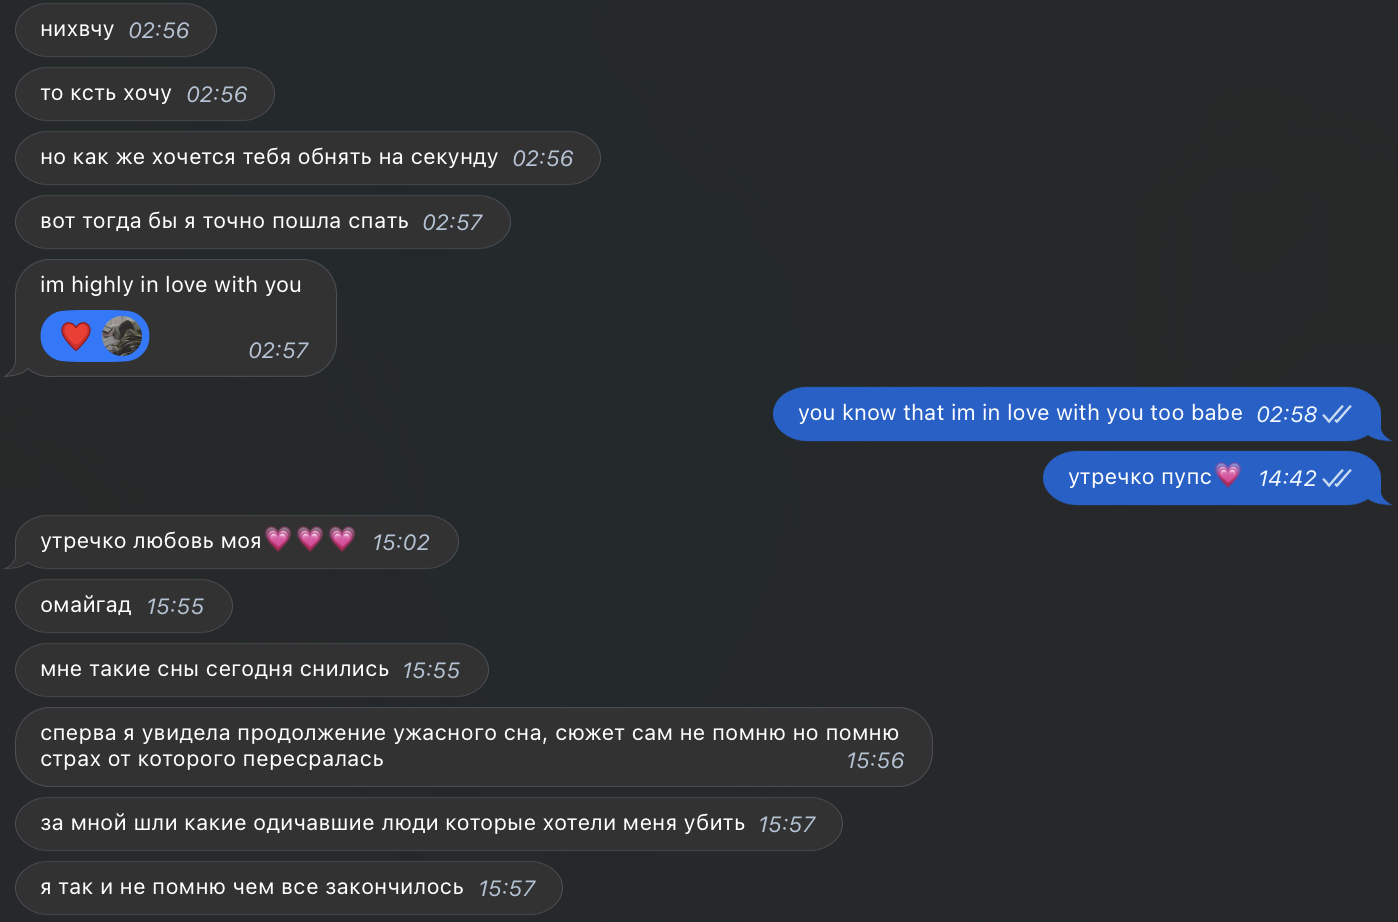 нихвчу 02:56
то ксть хочу 02:56
но как же хочется тебя обнять на секунду 02:56
вот тогда бы я точно пошла спать 02:57
im highly in love with you
❤️ 02:57
you know that im in love with you too babe 02:58
утречко пупс💗 14:42
утречко любовь моя💗💗💗 15:02
омайгад 15:55
мне такие сны сегодня снились 15:55
сперва я увидела продолжение ужасного сна, сюжет сам не помню но помню
страх от которого пересралась 15:56
за мной шли какие одичавшие люди которые хотели меня убить 15:57
я так и не помню чем все закончилось 15:57